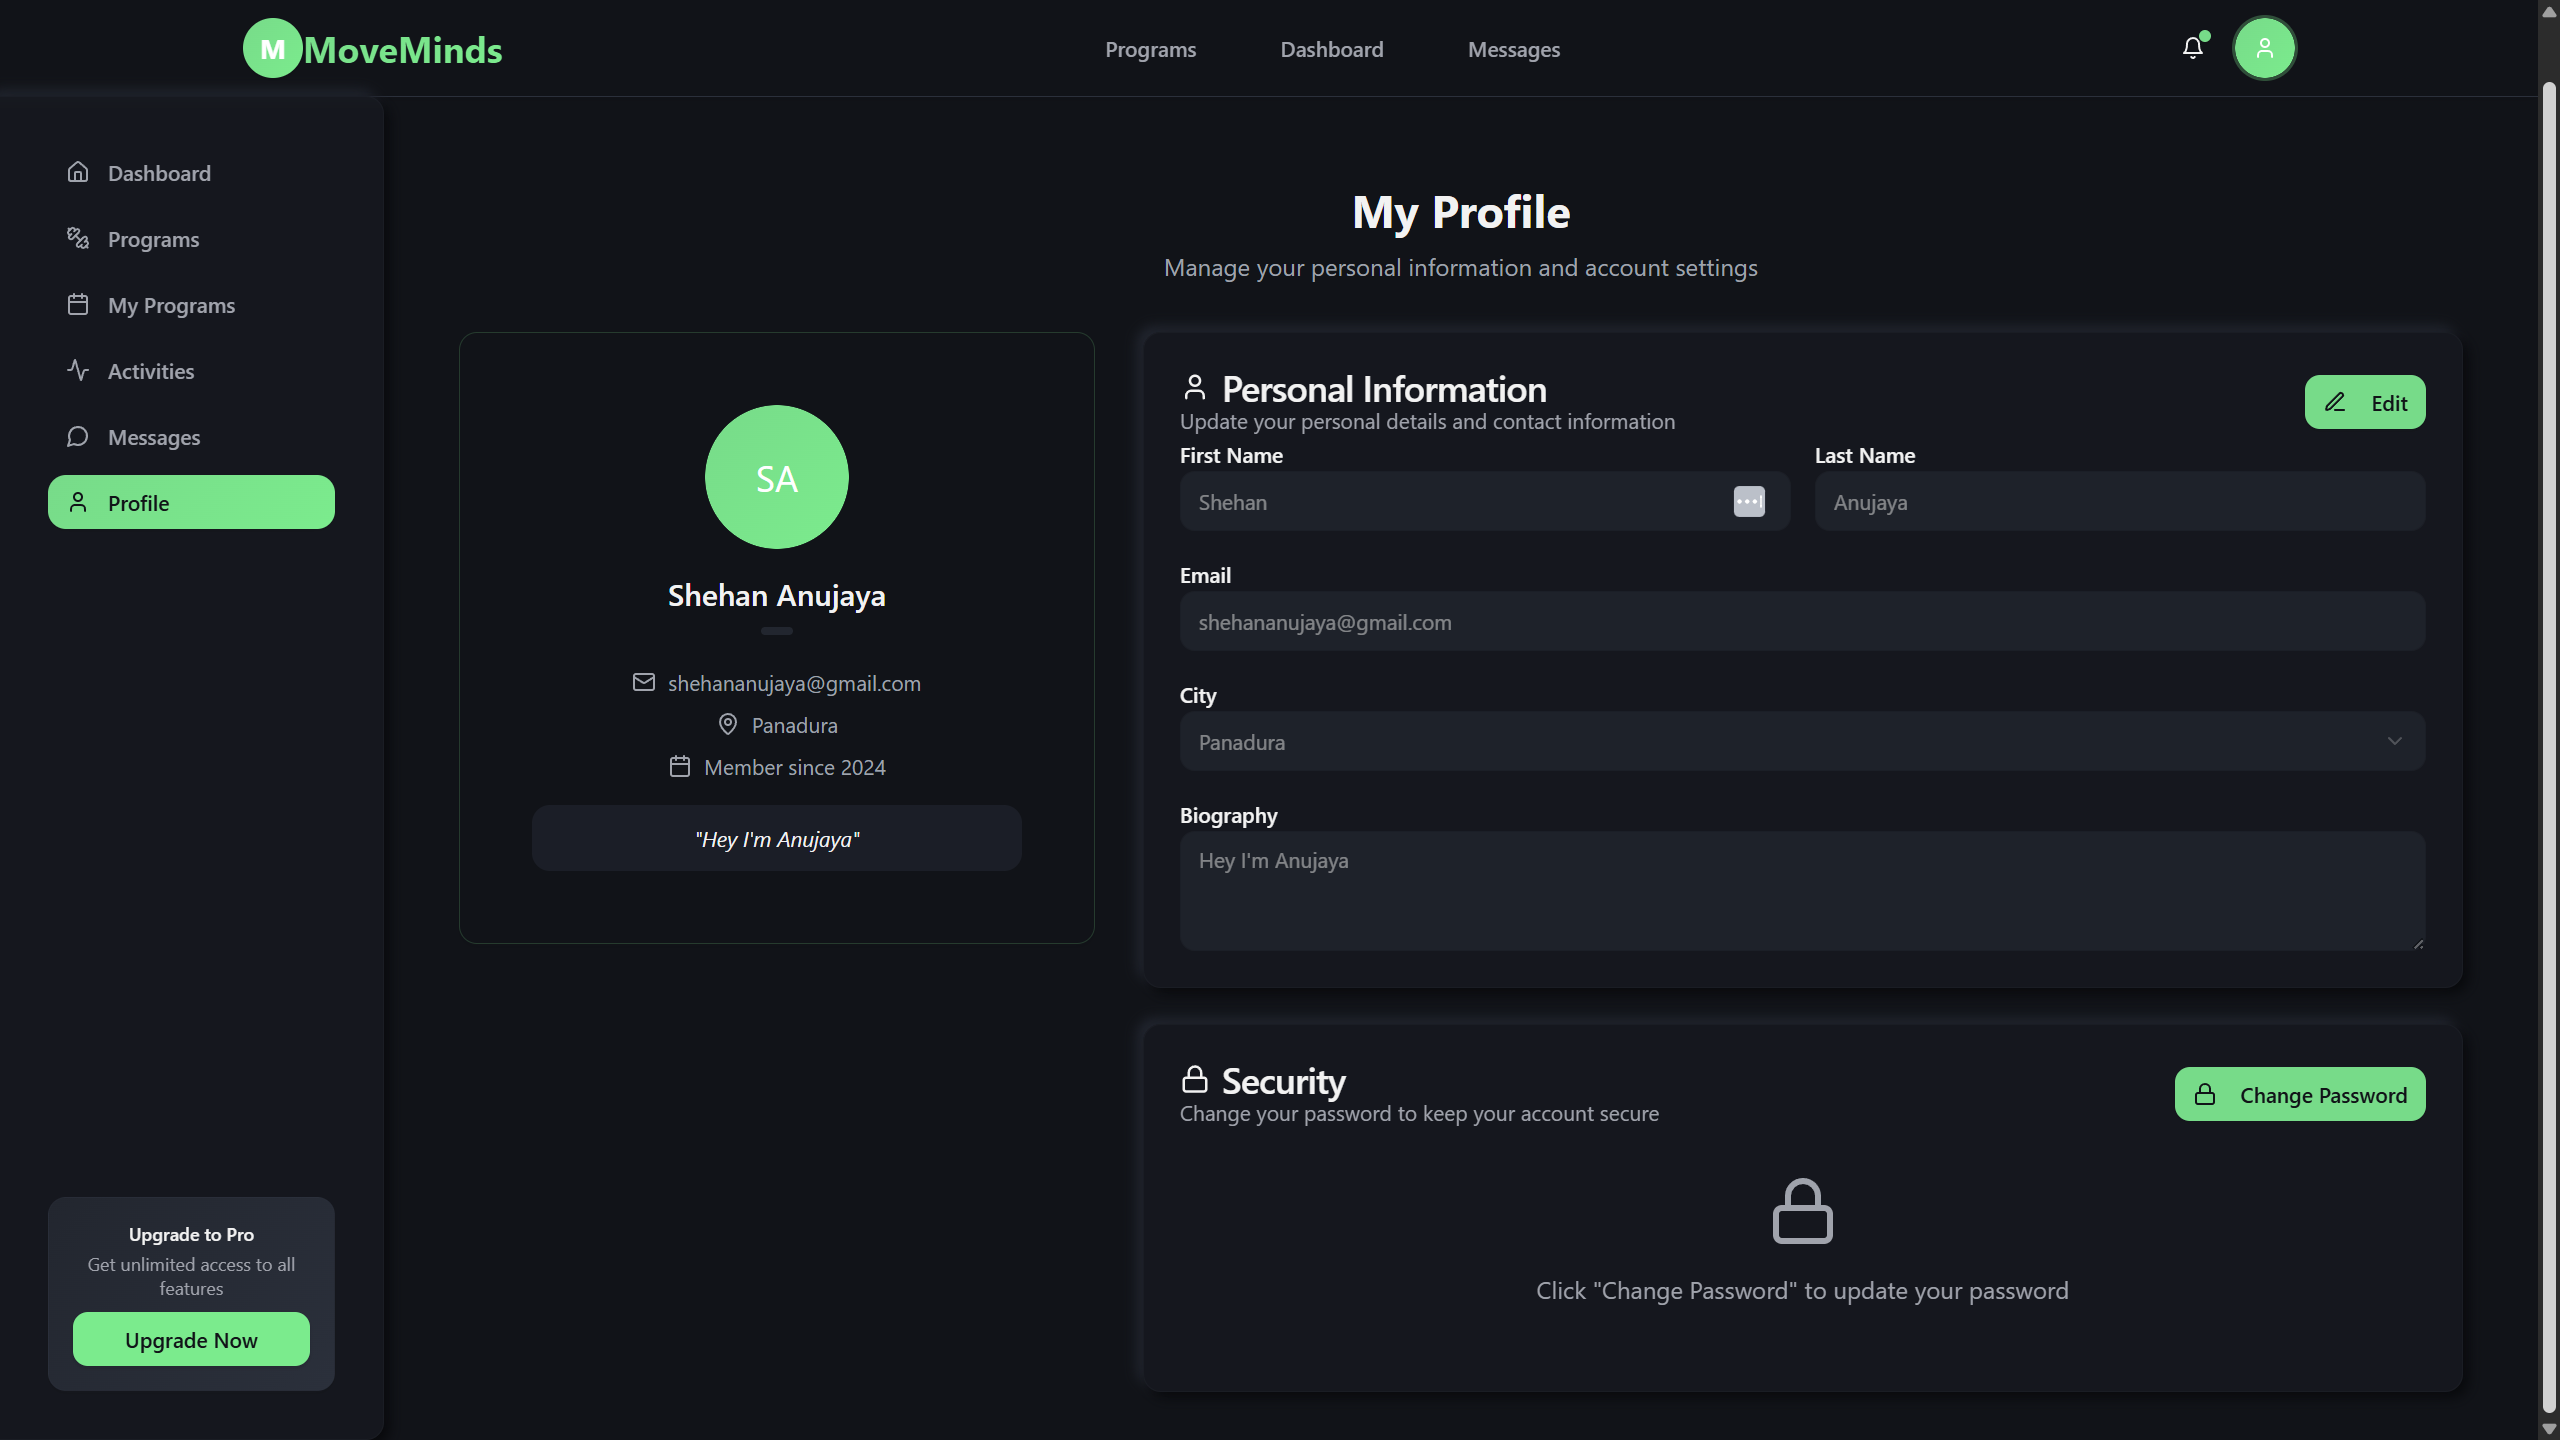 M MoveMinds
Programs
Dashboard
Messages
Dashboard
Programs
My Programs
Activities
Messages
Profile
Upgrade to Pro
Get unlimited access to all
features
Upgrade Now
My Profile
Manage your personal information and account settings
SA
Shehan Anujaya
shehananujaya@gmail.com
Panadura
Member since 2024
"Hey I'm Anujaya"
Personal Information
Update your personal details and contact information
Edit
First Name
Last Name
Shehan
Anujaya
Email
shehananujaya@gmail.com
City
Panadura
Biography
Hey I'm Anujaya
Security
Change your password to keep your account secure
Change Password
Click "Change Password" to update your password